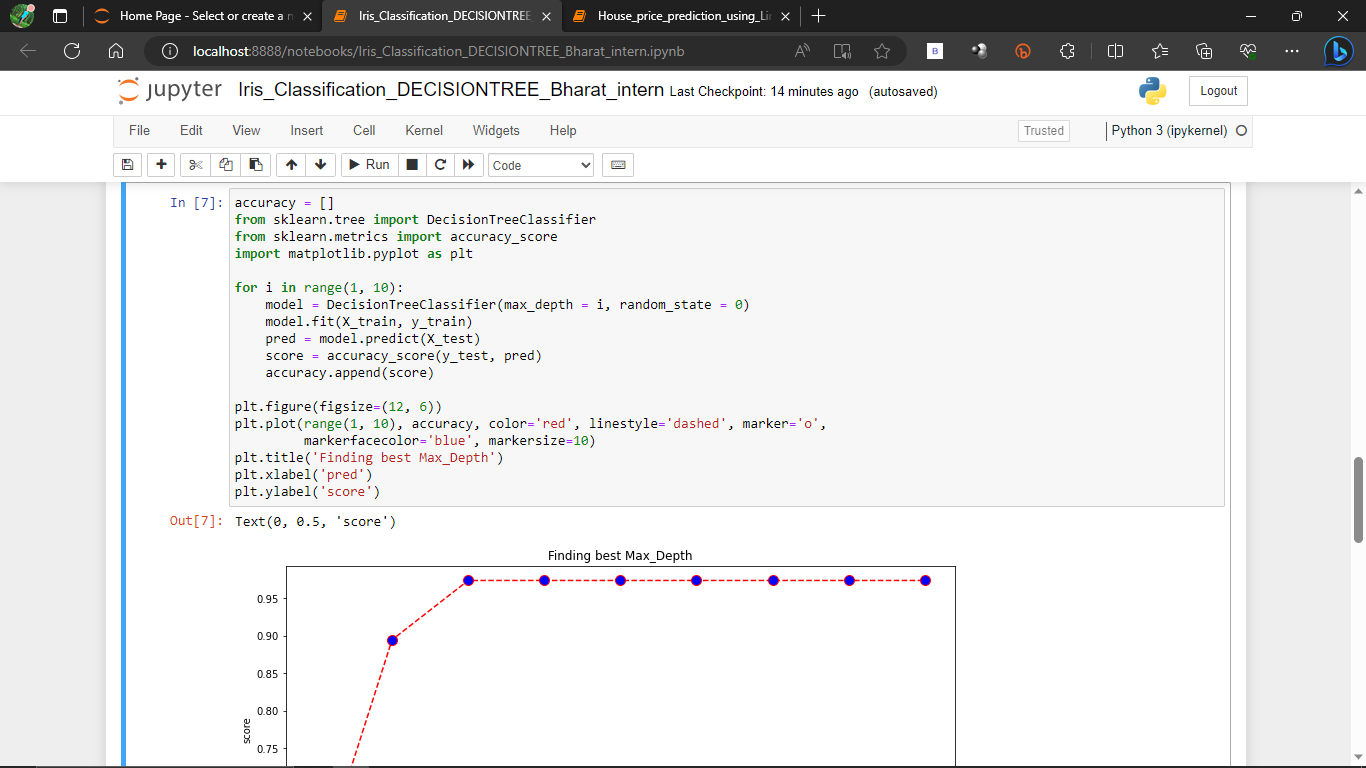 Home Page - Select or create a n
Iris_Classification_DECISIONTREE
House_price_prediction_using_Li
localhost:8888/notebooks/Iris_Classification_DECISIONTREE_Bharat_intern.ipynb
jupyter Iris_Classification_DECISIONTREE_Bharat_intern Last Checkpoint: 14 minutes ago (autosaved)
Logout
File Edit View Insert Cell Kernel Widgets Help
Trusted
Python 3 (ipykernel)
Run
Code
In [7]:
accuracy = []
from sklearn.tree import DecisionTreeClassifier
from sklearn.metrics import accuracy_score
import matplotlib.pyplot as plt
for i in range(1, 10):
    model = DecisionTreeClassifier(max_depth = i, random_state = 0)
    model.fit(X_train, y_train)
    pred = model.predict(X_test)
    score = accuracy_score(y_test, pred)
    accuracy.append(score)
plt.figure(figsize=(12, 6))
plt.plot(range(1, 10), accuracy, color='red', linestyle='dashed', marker='o',
         markerfacecolor='blue', markersize=10)
plt.title('Finding best Max_Depth')
plt.xlabel('pred')
plt.ylabel('score')
Out[7]: Text(0, 0.5, 'score')
Finding best Max_Depth
0.95
0.90
0.85
0.80
0.75
score